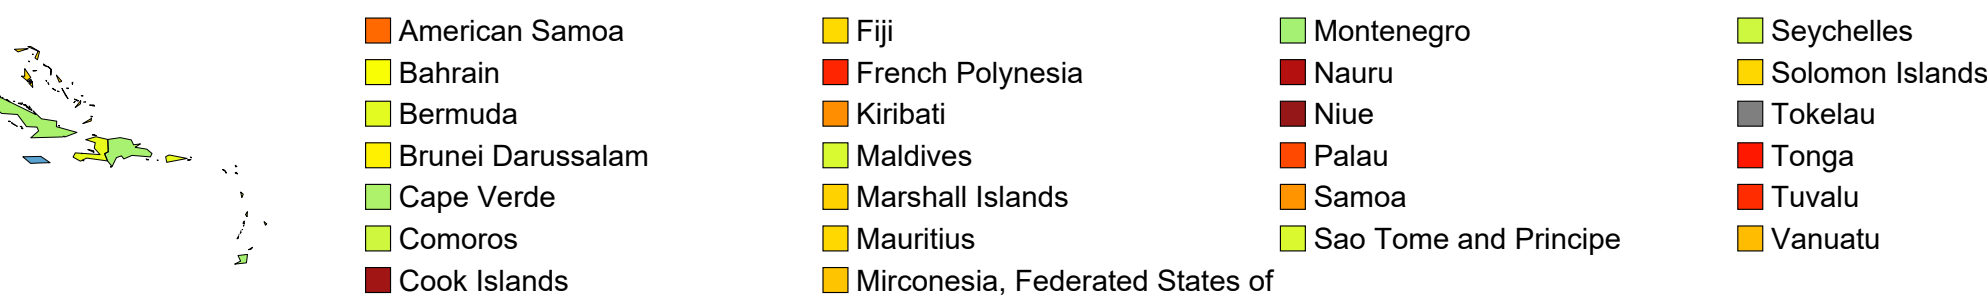 American Samoa
Bahrain
Bermuda
Brunei Darussalam
Cape Verde
Comoros
Cook Islands
Fiji
French Polynesia
Kiribati
Maldives
Marshall Islands
Mauritius
Mirconesia, Federated States of
Montenegro
Nauru
Niue
Palau
Samoa
Sao Tome and Principe
Seychelles
Solomon Islands
Tokelau
Tonga
Tuvalu
Vanuatu